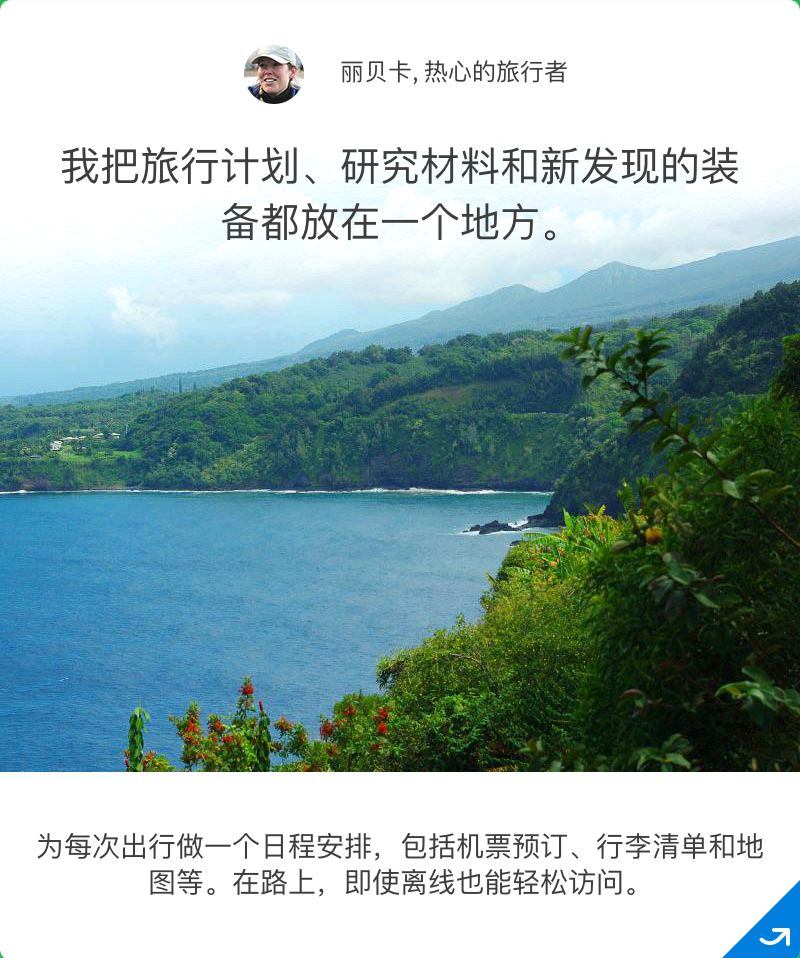 丽贝卡, 热心的旅行者
我把旅行计划、研究材料和新发现的装
备都放在一个地方。
为每次出行做一个日程安排，包括机票预订、行李清单和地
图等。在路上，即使离线也能轻松访问。